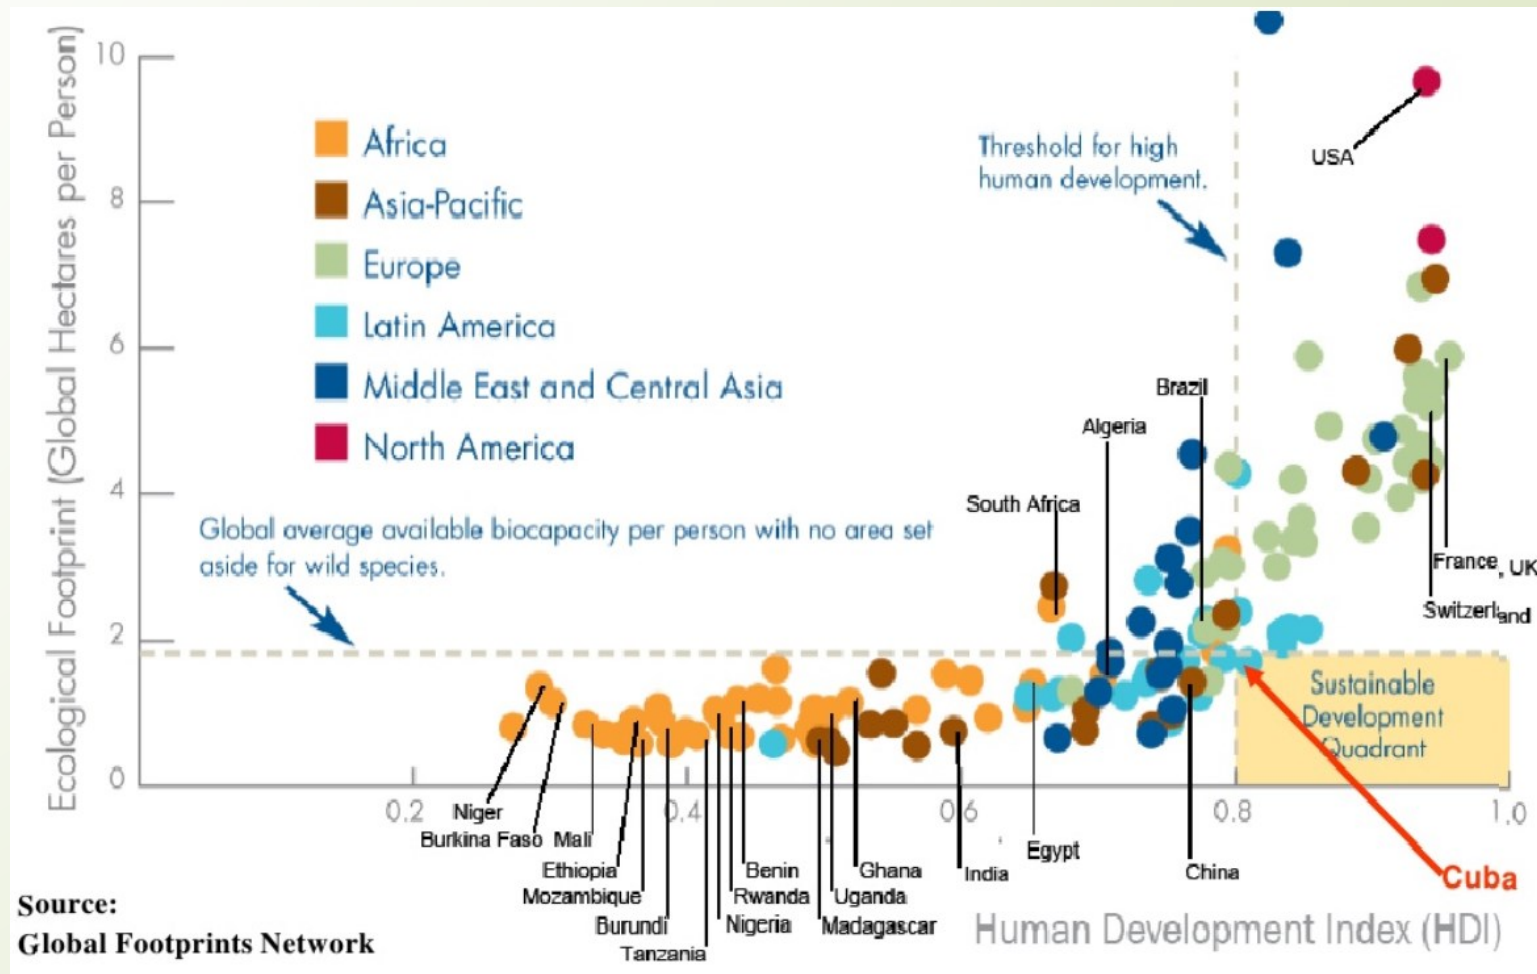 Ecological Footprint (Global Hectares per Person)
10
8
6
4
2
0
Africa
Asia-Pacific
Europe
Latin America
Middle East and Central Asia
North America
Threshold for high
human development.
USA
Brazil
Algeria
South Africa
Global average available biocapacity per person with no area set
aside for wild species.
France, UK
Switzerland
Sustainable
Development
Quadrant
0.2
0.4
0.6
0.8
1.0
Niger
Burkina Faso
Mali
Ethiopia
Mozambique
Burundi
Tanzania
Benin
Rwanda
Nigeria
Ghana
Uganda
Madagascar
India
Egypt
China
Cuba
Human Development Index (HDI)
Source:
Global Footprints Network